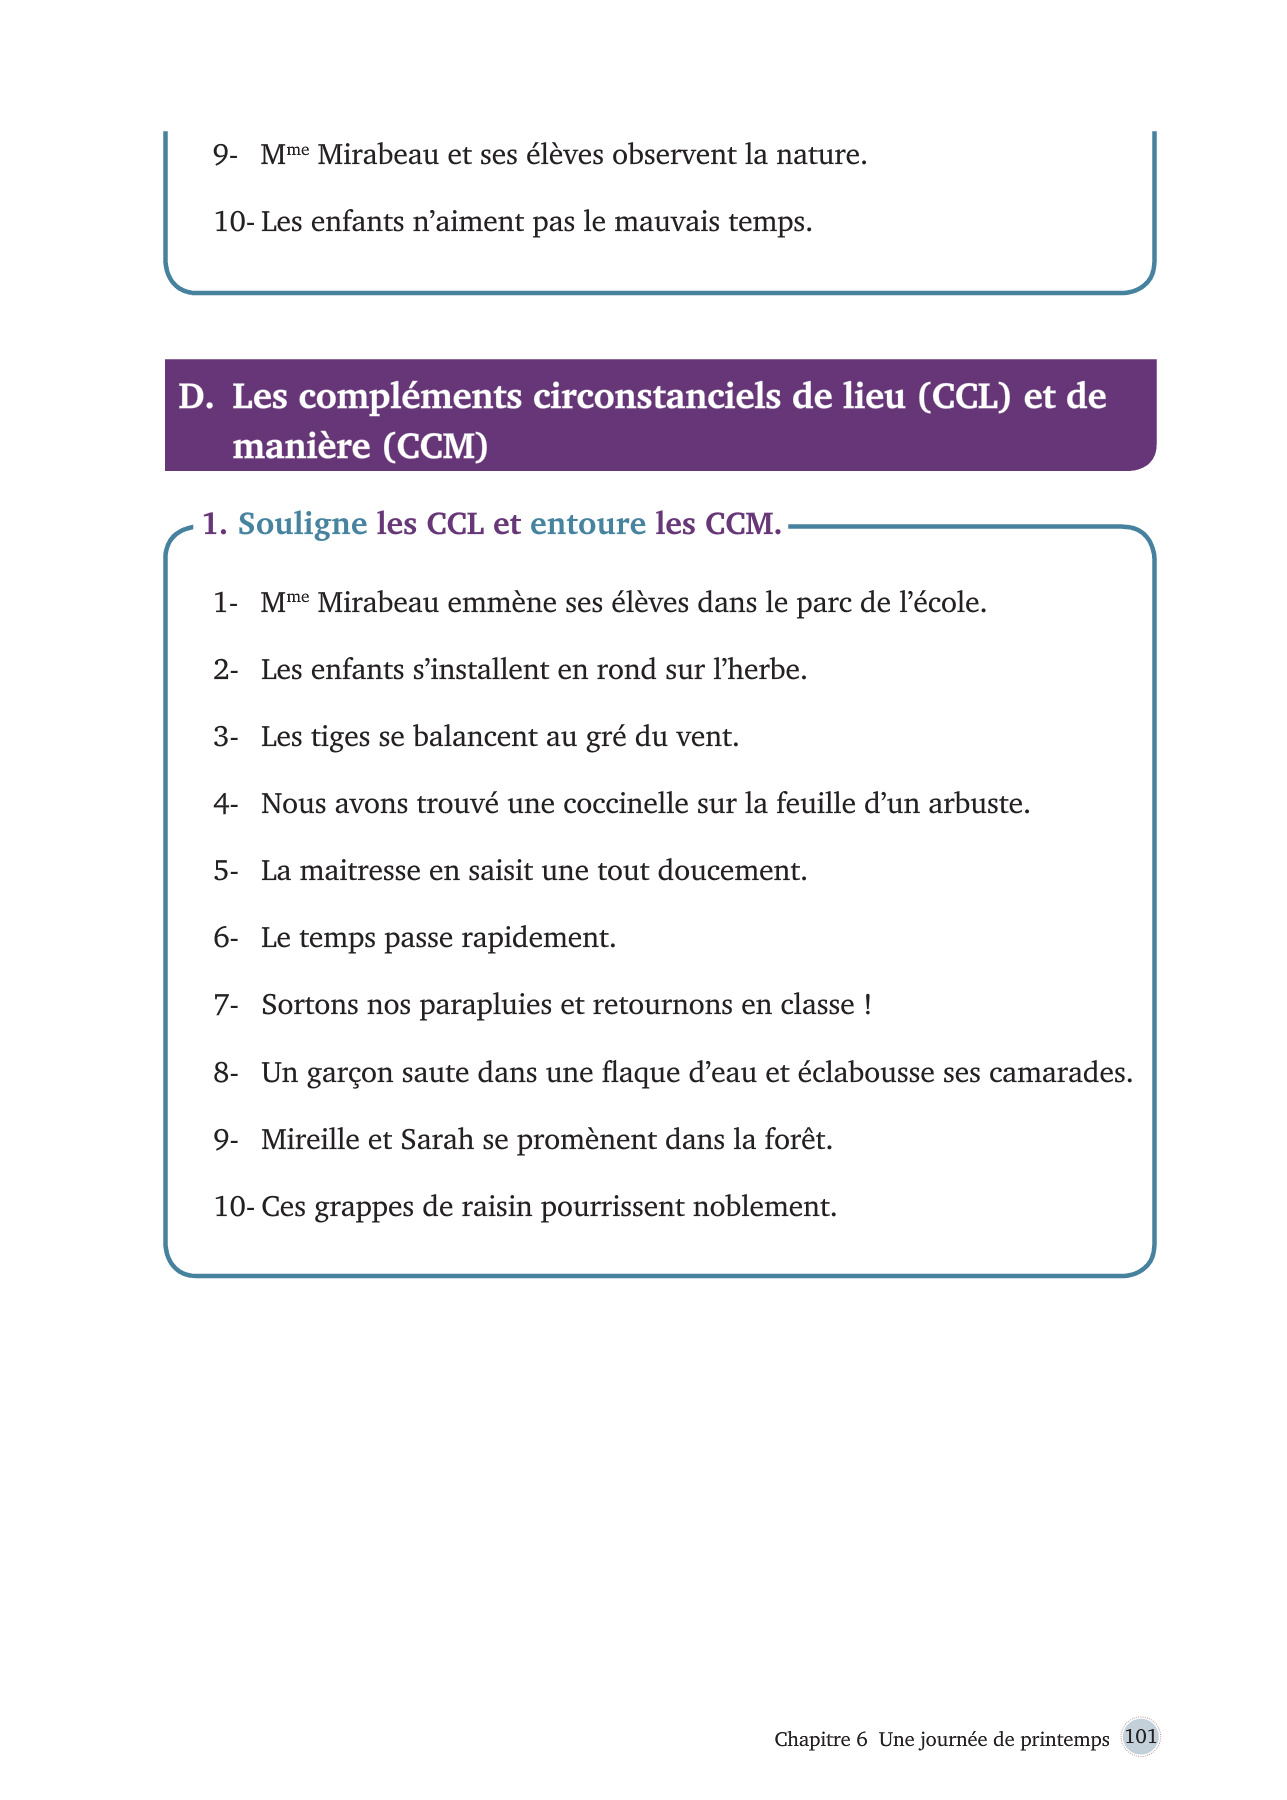 9- Mme Mirabeau et ses élèves observent la nature.
10- Les enfants n’aiment pas le mauvais temps.
D. Les compléments circonstanciels de lieu (CCL) et de
manière (CCM)
1. Souligne les CCL et entoure les CCM.
1- Mme Mirabeau emmène ses élèves dans le parc de l’école.
2- Les enfants s’installent en rond sur l’herbe.
3- Les tiges se balancent au gré du vent.
4- Nous avons trouvé une coccinelle sur la feuille d’un arbuste.
5- La maitresse en saisit une tout doucement.
6- Le temps passe rapidement.
7- Sortons nos parapluies et retournons en classe !
8- Un garçon saute dans une flaque d’eau et éclabousse ses camarades.
9- Mireille et Sarah se promènent dans la forêt.
10- Ces grappes de raisin pourrissent noblement.
Chapitre 6 Une journée de printemps 101